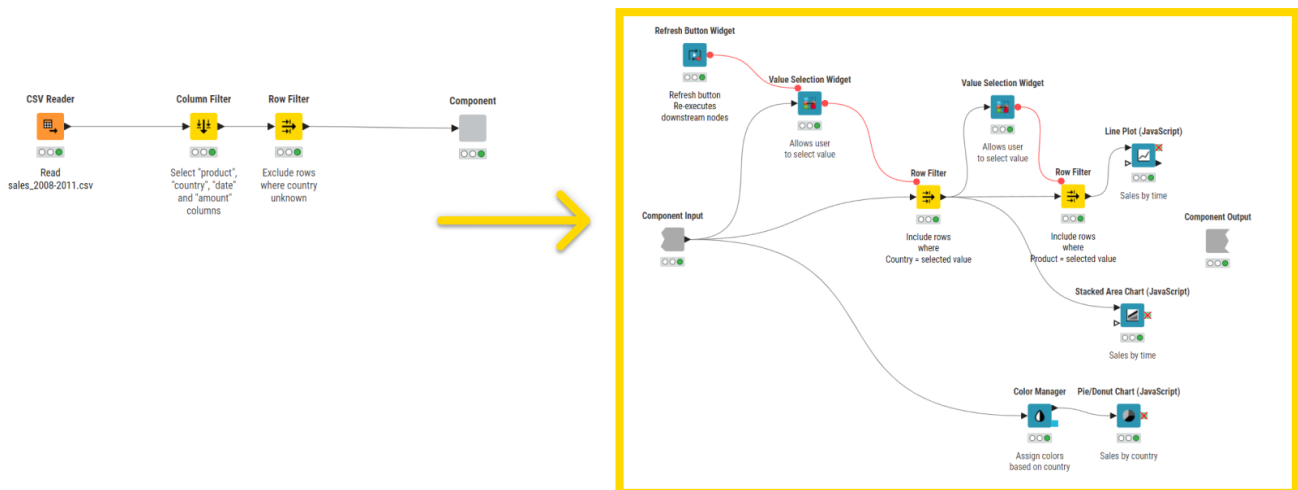 CSV Reader
Read
sales_2008-2011.csv
Column Filter
Select "product",
"country", "date"
and "amount"
columns
Row Filter
Exclude rows
where country
unknown
Component
Refresh Button Widget
Refresh button
Re-executes
downstream nodes
Value Selection Widget
Allows user
to select value
Value Selection Widget
Allows user
to select value
Line Plot (JavaScript)
Sales by time
Row Filter
Include rows
where
Country = selected value
Row Filter
Include rows
where
Product = selected value
Component Input
Component Output
Stacked Area Chart (JavaScript)
Sales by time
Color Manager
Assign colors
based on country
Pie/Donut Chart (JavaScript)
Sales by country